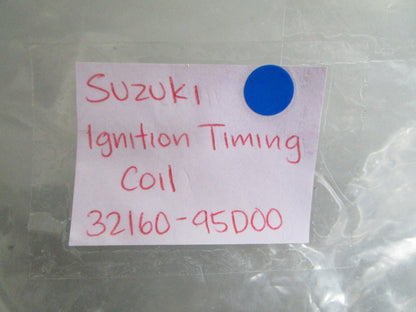 Suzuki
Ignition Timing
Coil
32160-95D00